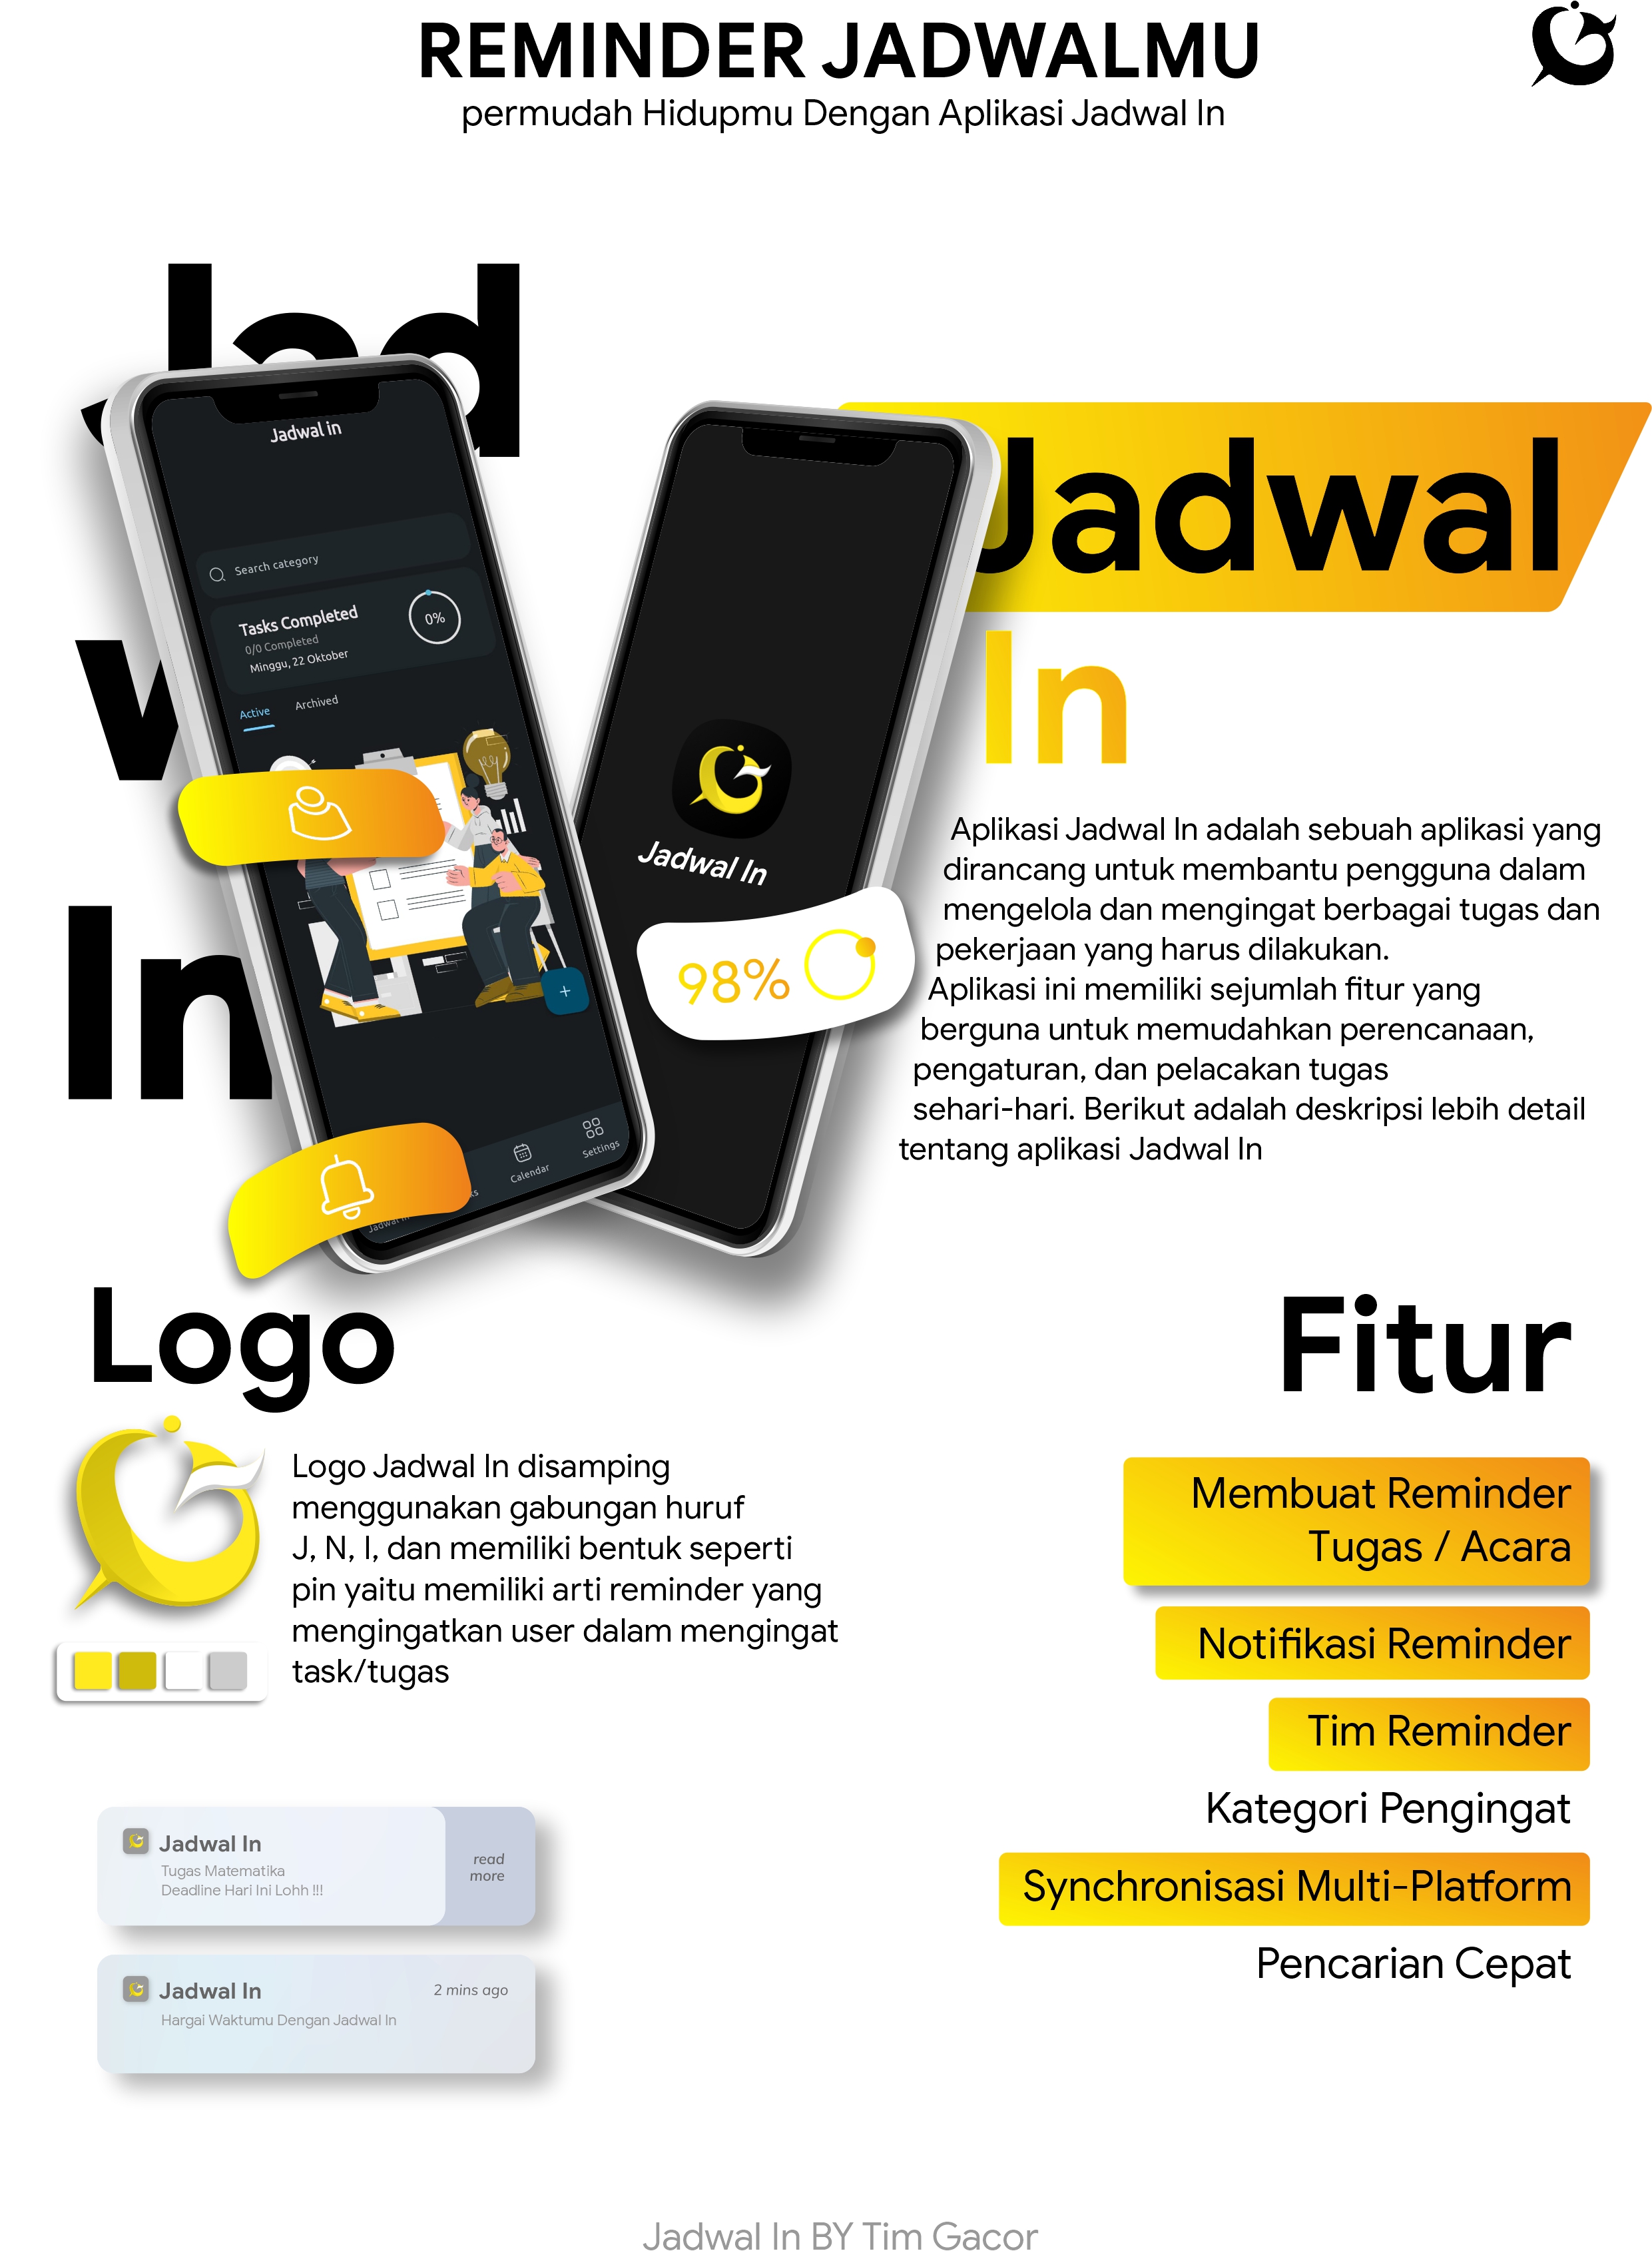 REMINDER JADWALMU
permudah Hidupmu Dengan Aplikasi Jadwal In
Jad
w
In
Jadwal in
Search category
Tasks Completed
0/0 Completed
Minggu, 22 Oktober
0%
Active
Archived
+
Calendar
Settings
Jadwal In
98%
Jadwal
In
Aplikasi Jadwal In adalah sebuah aplikasi yang
dirancang untuk membantu pengguna dalam
mengelola dan mengingat berbagai tugas dan
pekerjaan yang harus dilakukan.
Aplikasi ini memiliki sejumlah fitur yang
berguna untuk memudahkan perencanaan,
pengaturan, dan pelacakan tugas
sehari-hari. Berikut adalah deskripsi lebih detail
tentang aplikasi Jadwal In
Logo
Logo Jadwal In disamping
menggunakan gabungan huruf
J, N, I, dan memiliki bentuk seperti
pin yaitu memiliki arti reminder yang
mengingatkan user dalam mengingat
task/tugas
Jadwal In
Tugas Matematika
Deadline Hari Ini Lohh !!!
read
more
Jadwal In
2 mins ago
Hargai Waktumu Dengan Jadwal In
Fitur
Membuat Reminder
Tugas / Acara
Notifikasi Reminder
Tim Reminder
Kategori Pengingat
Synchronisasi Multi-Platform
Pencarian Cepat
Jadwal In BY Tim Gacor